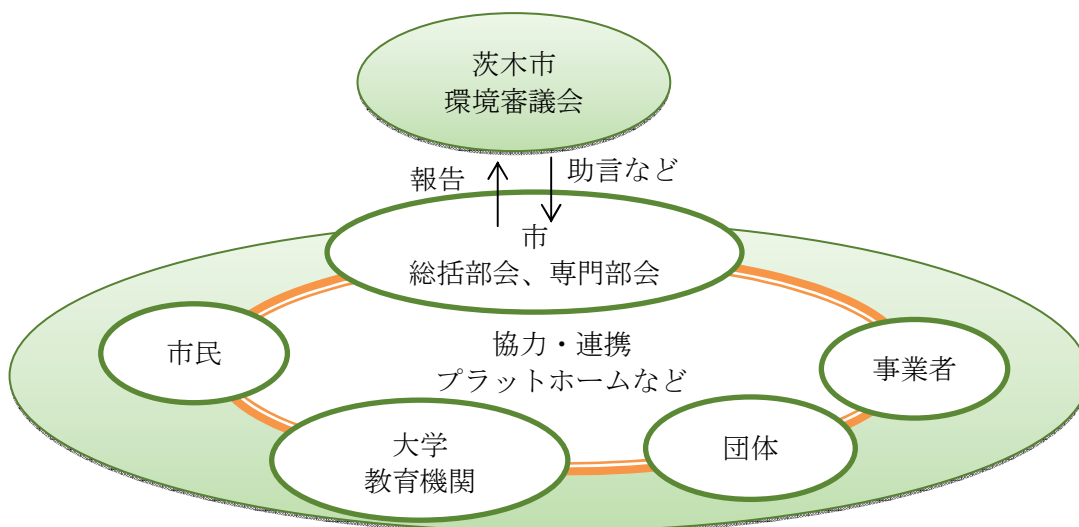 茨木市
環境審議会
報告
助言など
市
総括部会、専門部会
市民
協力・連携
プラットホームなど
事業者
大学
教育機関
団体